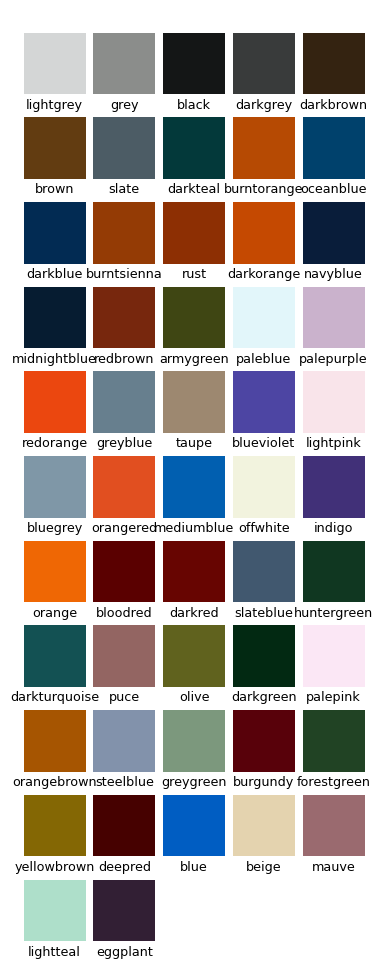 lightgrey grey black darkgrey darkbrown
brown slate darkteal burntorange oceanblue
darkblue burntsienna rust darkorange navyblue
midnightblue redbrown armygreen paleblue palepurple
redorange greyblue taupe blueviolet lightpink
bluegrey orangered mediumblue offwhite indigo
orange bloodred darkred slateblue huntergreen
darkturquoise puce olive darkgreen palepink
orangebrown steelblue greygreen burgundy forestgreen
yellowbrown deepred blue beige mauve
lightteal eggplant